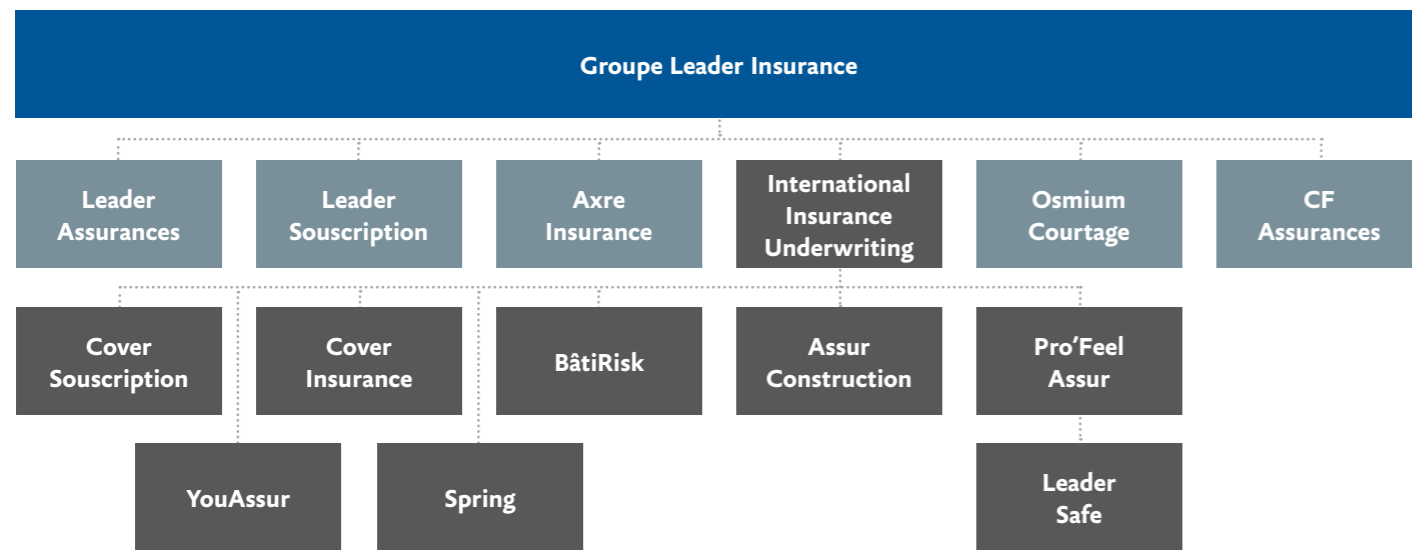 Groupe Leader Insurance
Leader
Assurances
Leader
Souscription
Axre
Insurance
International
Insurance
Underwriting
Osmium
Courtage
CF
Assurances
Cover
Souscription
Cover
Insurance
BâtiRisk
Assur
Construction
Pro’Feel
Assur
YouAssur
Spring
Leader
Safe